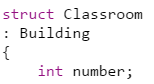 struct Classroom
: Building
{
    int number;